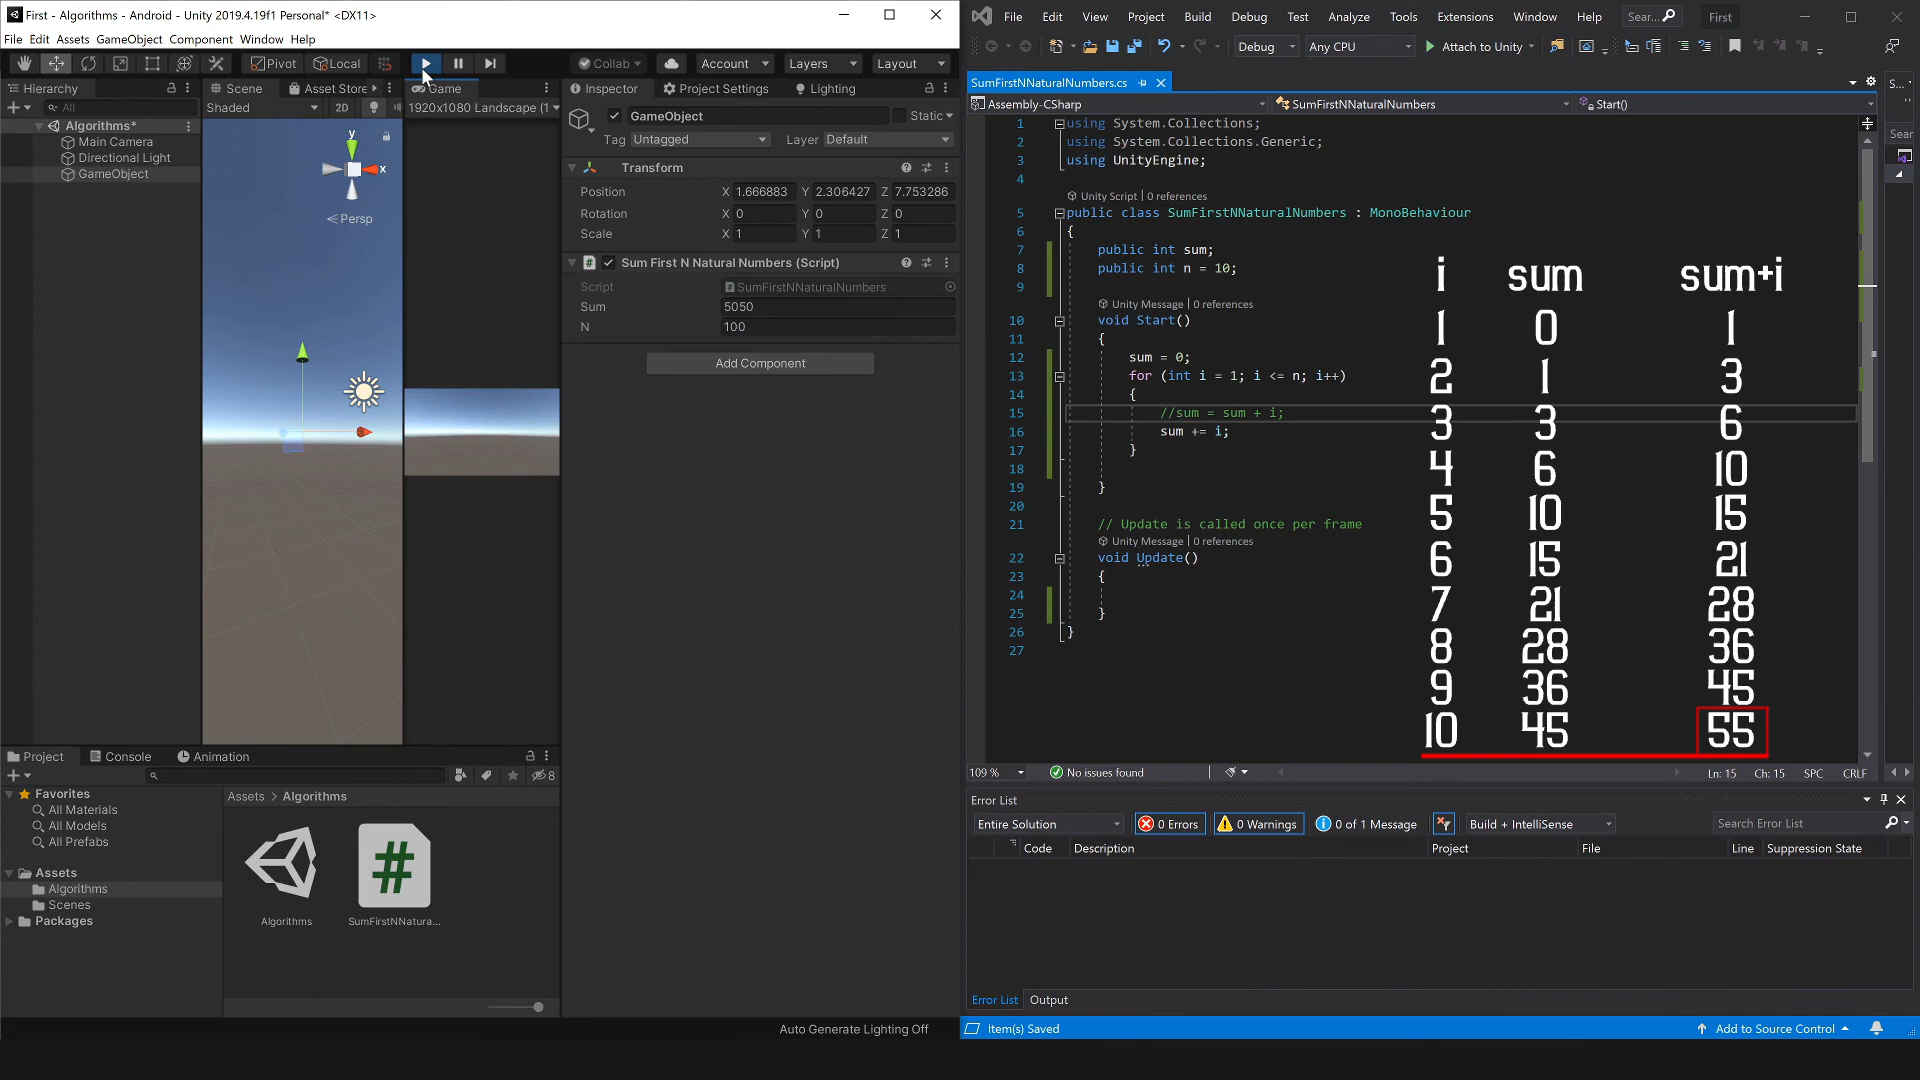 First - Algorithms - Android - Unity 2019.4.19f1 Personal* <DX11>
File Edit Assets GameObject Component Window Help
Pivot Local Collab Account Layers Layout
Hierarchy Scene Asset Store Game
All
Shaded 2D 1920x1080 Landscape (1
Algorithms*
Main Camera
Directional Light
GameObject
y
x
Persp
Inspector Project Settings Lighting
GameObject Static
Tag Untagged Layer Default
Transform
Position X 1.666883 Y 2.306427 Z 7.753286
Rotation X 0 Y 0 Z 0
Scale X 1 Y 1 Z 1
# Sum First N Natural Numbers (Script)
Script SumFirstNNaturalNumbers
Sum 5050
N 100
Add Component
Project Console Animation
8
Favorites
All Materials
All Models
All Prefabs
Assets
Algorithms
Scenes
Packages
Assets > Algorithms
#
Algorithms SumFirstNNatura...
Auto Generate Lighting Off
File Edit View Project Build Debug Test Analyze Tools Extensions Window Help Sear... First
Debug Any CPU Attach to Unity
SumFirstNNaturalNumbers.cs
S...
Assembly-CSharp SumFirstNNaturalNumbers Start()
Sear
1 using System.Collections;
2 using System.Collections.Generic;
3 using UnityEngine;
4
Unity Script | 0 references
5 public class SumFirstNNaturalNumbers : MonoBehaviour
6 {
7 public int sum;
8 public int n = 10;
9
Unity Message | 0 references
10 void Start()
11 {
12 sum = 0;
13 for (int i = 1; i <= n; i++)
14 {
15 //sum = sum + i;
16 sum += i;
17 }
18
19 }
20
21 // Update is called once per frame
Unity Message | 0 references
22 void Update()
23 {
24
25 }
26 }
27
i sum sum+i
1 0 1
2 1 3
3 3 6
4 6 10
5 10 15
6 15 21
7 21 28
8 28 36
9 36 45
10 45 55
109 % No issues found Ln: 15 Ch: 15 SPC CRLF
Error List
Entire Solution 0 Errors 0 Warnings 0 of 1 Message Build + IntelliSense Search Error List
Code Description Project File Line Suppression State
Error List Output
Item(s) Saved Add to Source Control